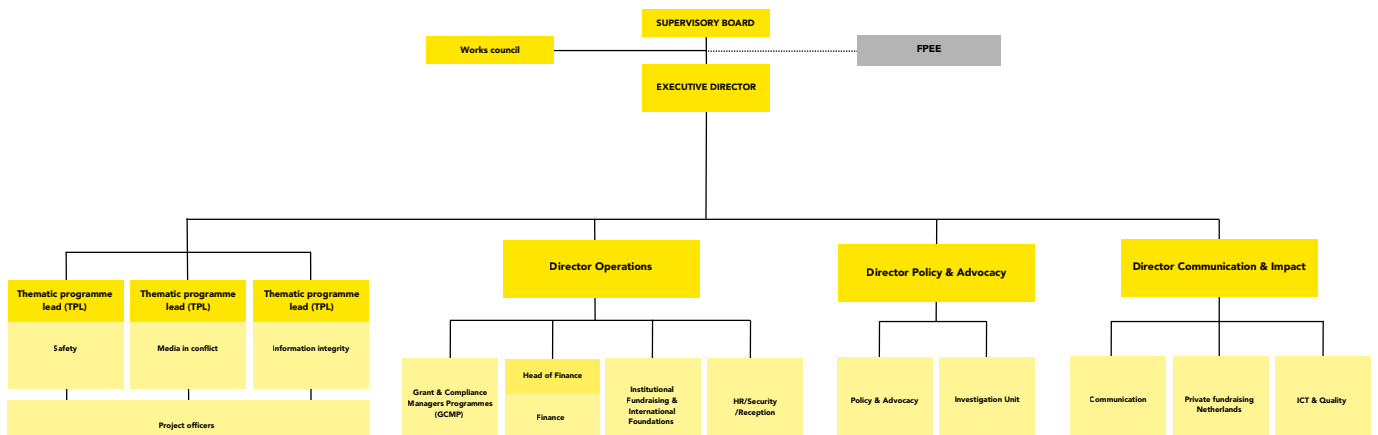 SUPERVISORY BOARD
Works council
FPEE
EXECUTIVE DIRECTOR
Director Operations
Director Policy & Advocacy
Director Communication & Impact
Thematic programme
lead (TPL)
Thematic programme
lead (TPL)
Thematic programme
lead (TPL)
Safety
Media in conflict
Information integrity
Project officers
Grant & Compliance
Managers Programmes
(GCMP)
Head of Finance
Finance
Institutional
Fundraising &
International
Foundations
HR/Security
/Reception
Policy & Advocacy
Investigation Unit
Communication
Private fundraising
Netherlands
ICT & Quality